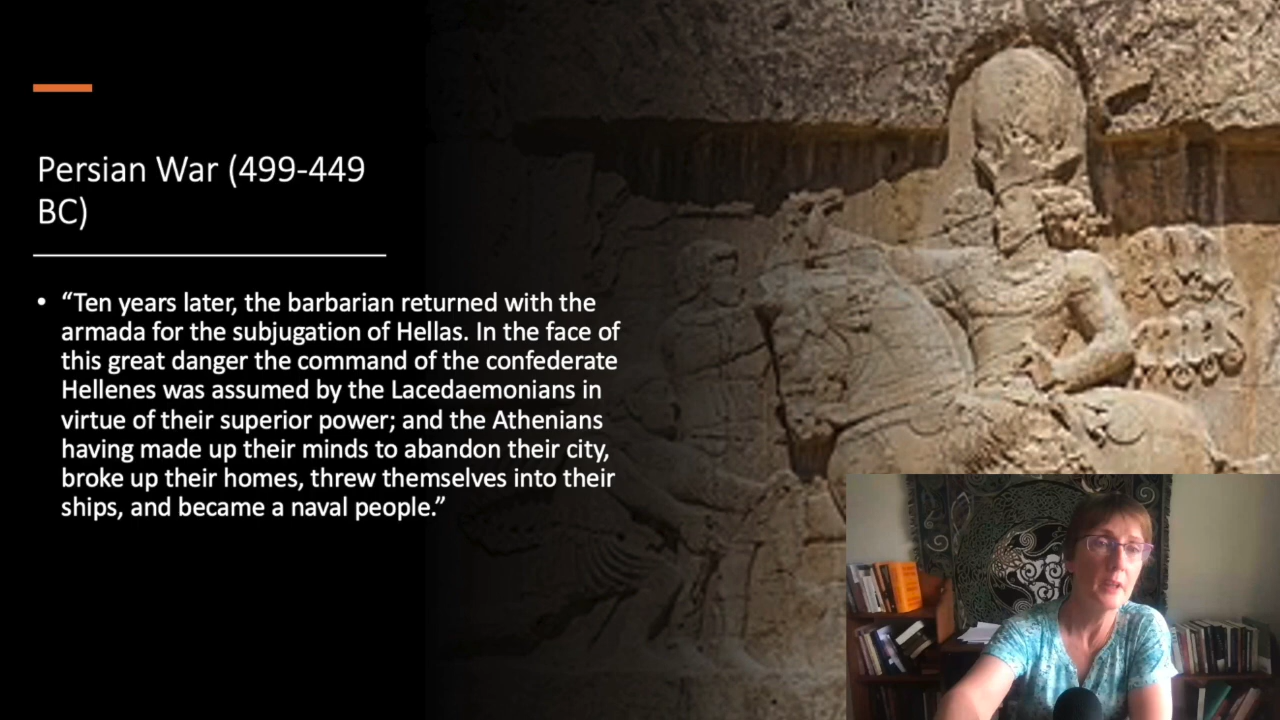 Persian War (499-449
BC)
• “Ten years later, the barbarian returned with the
armada for the subjugation of Hellas. In the face of
this great danger the command of the confederate
Hellenes was assumed by the Lacedaemonians in
virtue of their superior power; and the Athenians
having made up their minds to abandon their city,
broke up their homes, threw themselves into their
ships, and became a naval people.”